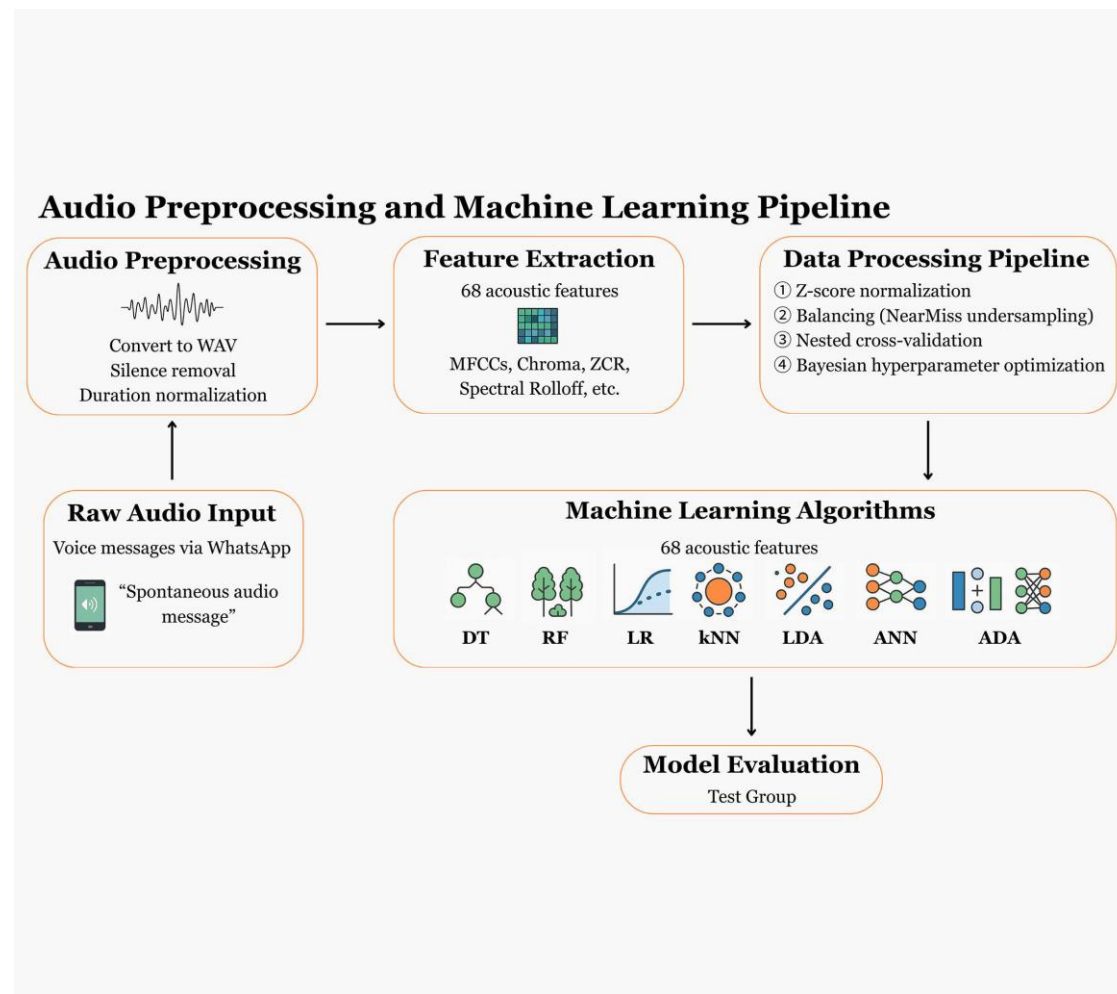 Audio Preprocessing and Machine Learning Pipeline
Audio Preprocessing
Convert to WAV
Silence removal
Duration normalization
Feature Extraction
68 acoustic features
MFCCs, Chroma, ZCR,
Spectral Rolloff, etc.
Data Processing Pipeline
① Z-score normalization
② Balancing (NearMiss undersampling)
③ Nested cross-validation
④ Bayesian hyperparameter optimization
Raw Audio Input
Voice messages via WhatsApp
“Spontaneous audio
message”
Machine Learning Algorithms
68 acoustic features
DT RF LR kNN LDA ANN ADA
Model Evaluation
Test Group